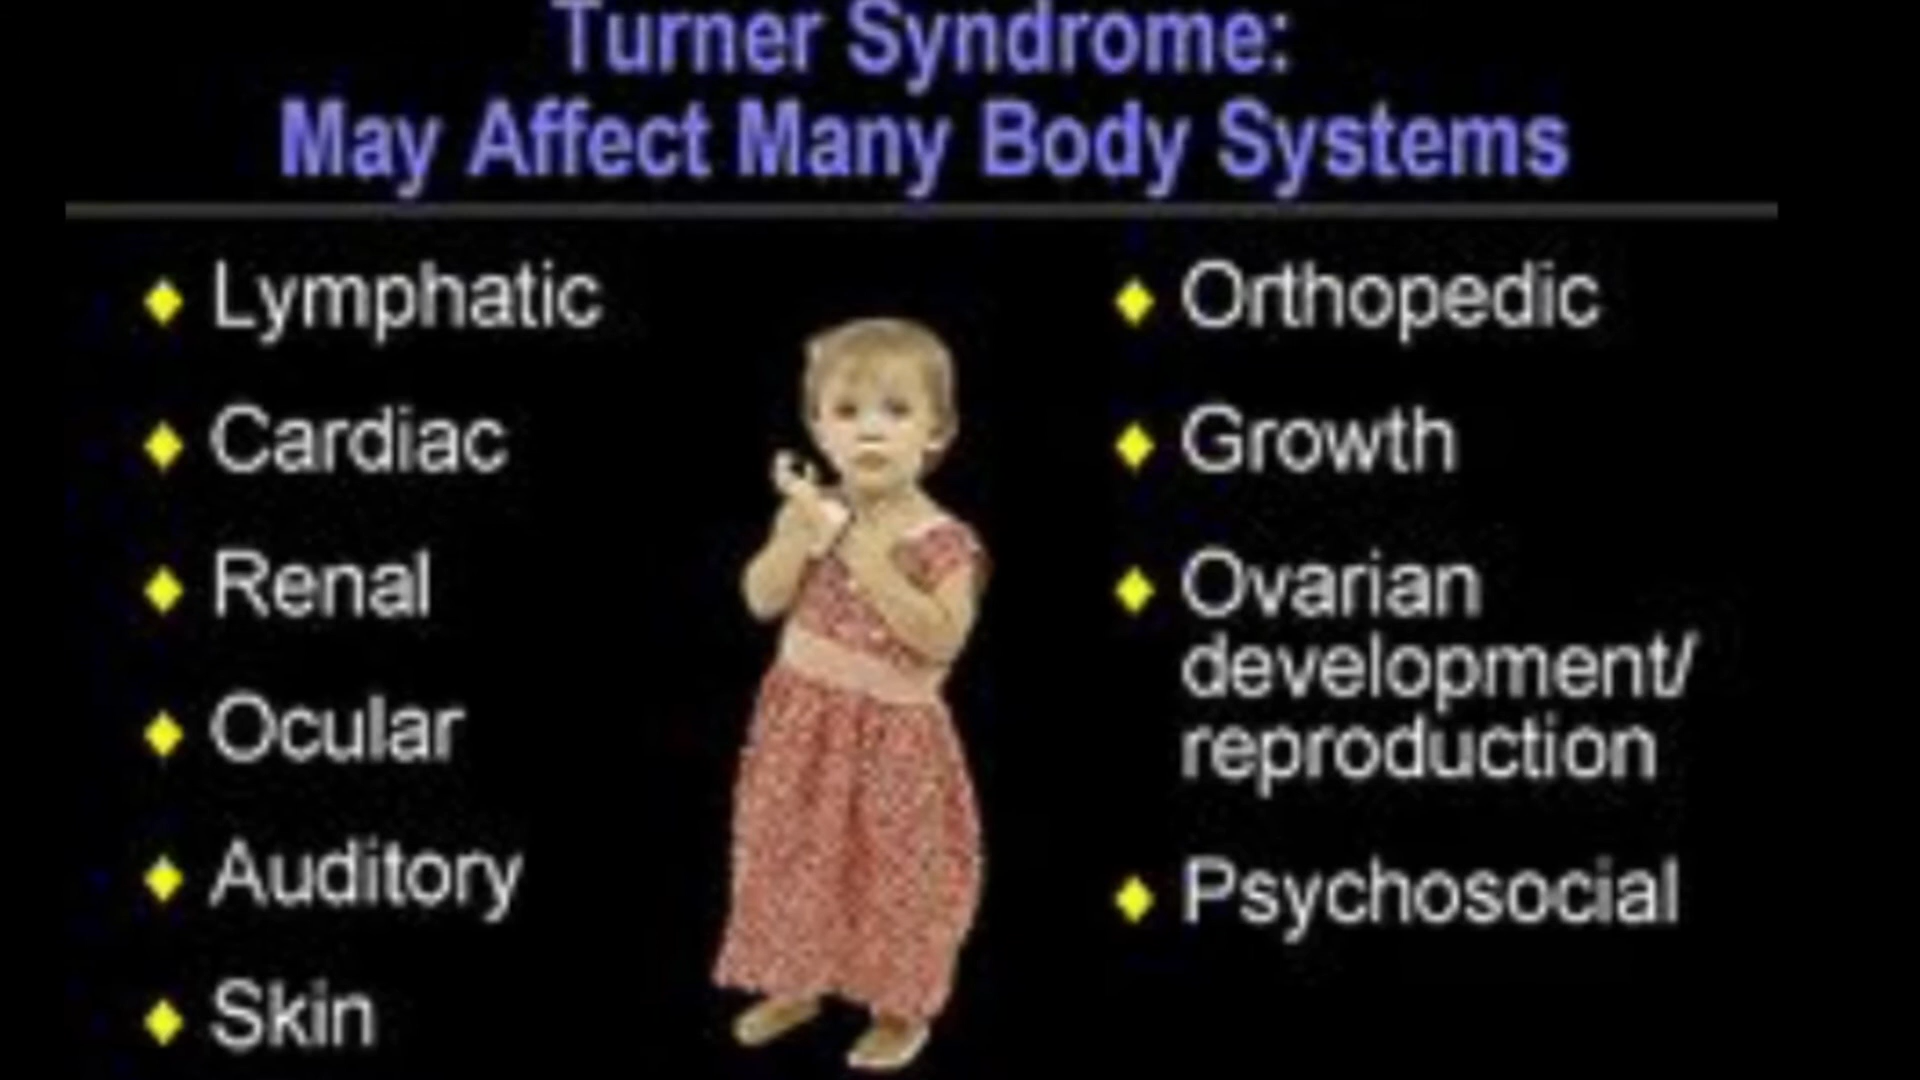 Turner Syndrome:
May Affect Many Body Systems
Lymphatic
Cardiac
Renal
Ocular
Auditory
Skin
Orthopedic
Growth
Ovarian
development/
reproduction
Psychosocial